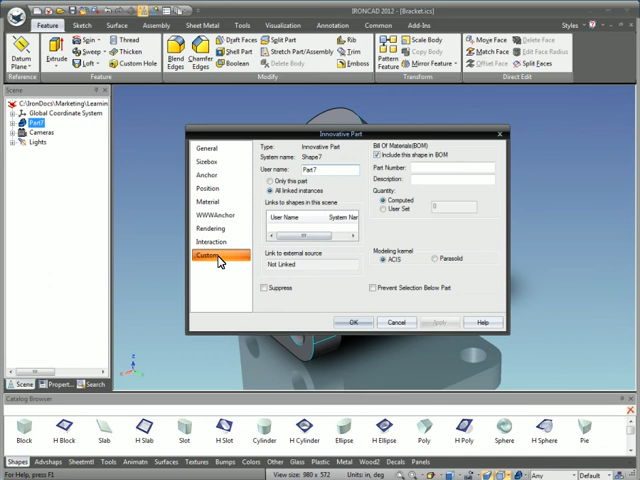 IRONCAD 2012 - [Bracket.ics]
Feature Sketch Surface Assembly Sheet Metal Tools Visualization Annotation Common Add-Ins Styles
Datum Plane
Extrude
Spin
Sweep
Loft
Thread
Thicken
Custom Hole
Blend Edges
Chamfer Edges
Draft Faces
Shell Part
Boolean
Split Part
Stretch Part/Assembly
Delete Body
Rib
Trim
Emboss
Pattern Feature
Scale Body
Copy Body
Mirror Feature
Move Face
Match Face
Offset Face
Delete Face
Edit Face Radius
Split Faces
Reference Feature Modify Transform Direct Edit
Scene
C:\IronDocs\Marketing\Learnin
Global Coordinate System
Part7
Cameras
Lights
Innovative Part
General
Sizebox
Anchor
Position
Material
WWWAnchor
Rendering
Interaction
Custom
Type: Innovative Part
System name: Shape7
User name: Part7
Only this part
All linked instances
Links to shapes in this scene
User Name System Nar
Link to external source
Not Linked
Suppress
Bill Of Materials(BOM)
Include this shape in BOM
Part Number:
Description:
Quantity:
Computed
User Set
0
Modeling kernel
ACIS Parasolid
Prevent Selection Below Part
OK Cancel Apply Help
Scene Propert... Search
Catalog Browser
Block H Block Slab H Slab Slot H Slot Cylinder H Cylinder Ellipse H Ellipse Poly H Poly Sphere H Sphere Pie
Shapes Advshaps Sheetmtl Tools Animatn Surfaces Textures Bumps Colors Other Glass Metal Wood2 Decals Panels
For Help, press F1
View size: 980 x 572 Units: in, deg
Any Default